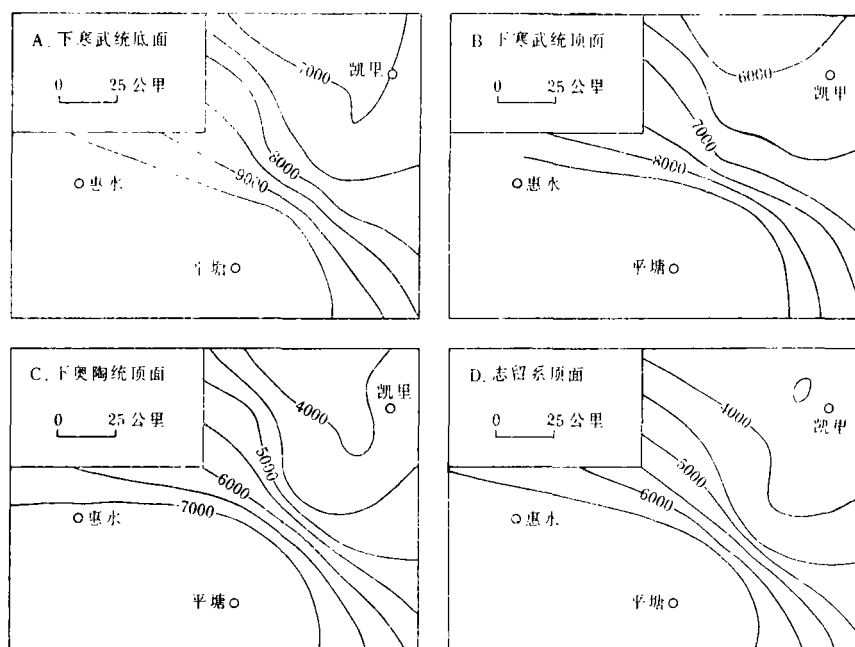 A. 下寒武统底面
0 25 公里
7000
凯里
8000
9000
惠水
平塘
B 下寒武统顶面
0 25 公里
6000
凯里
7000
8000
惠水
平塘
C. 下奥陶统顶面
0 25 公里
4000
凯里
5000
6000
7000
惠水
平塘
D. 志留系顶面
0 25 公里
4000
凯里
5000
6000
惠水
平塘